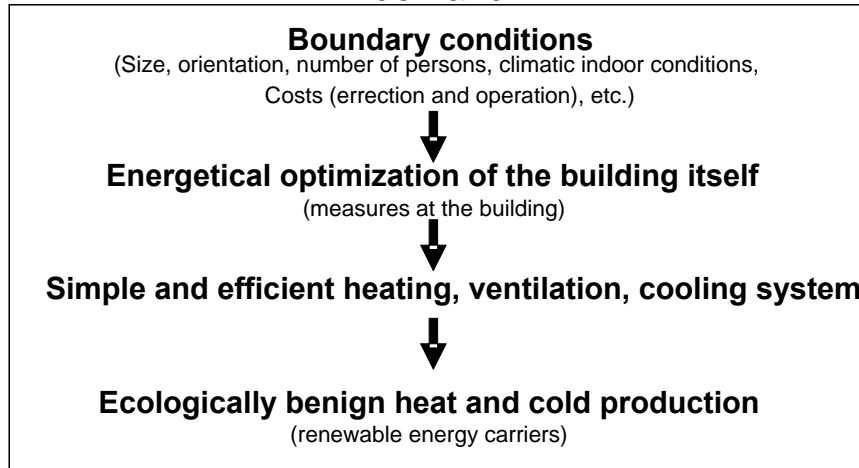 Boundary conditions
(Size, orientation, number of persons, climatic indoor conditions,
Costs (errection and operation), etc.)
Energetical optimization of the building itself
(measures at the building)
Simple and efficient heating, ventilation, cooling system
Ecologically benign heat and cold production
(renewable energy carriers)